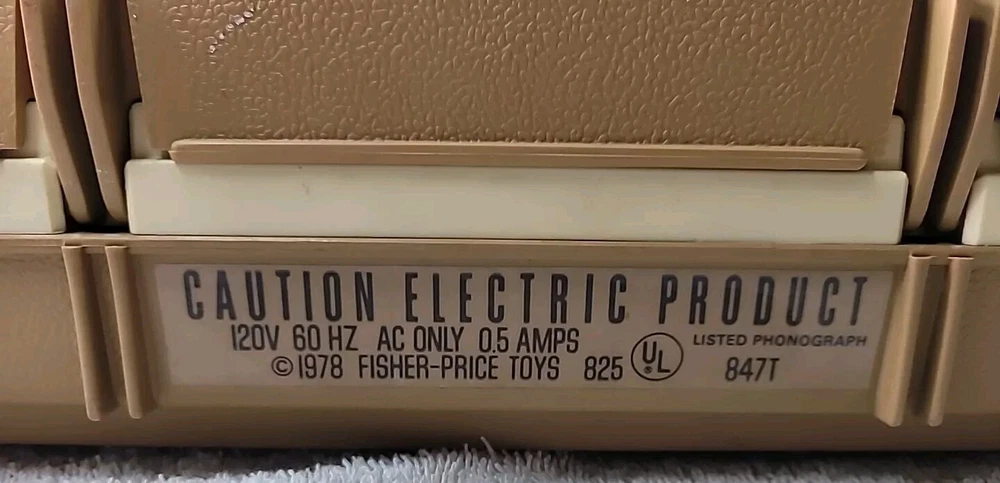 CAUTION ELECTRIC PRODUCT
120V 60 HZ AC ONLY 0.5 AMPS
©1978 FISHER-PRICE TOYS 825
UL
®
LISTED PHONOGRAPH
847T